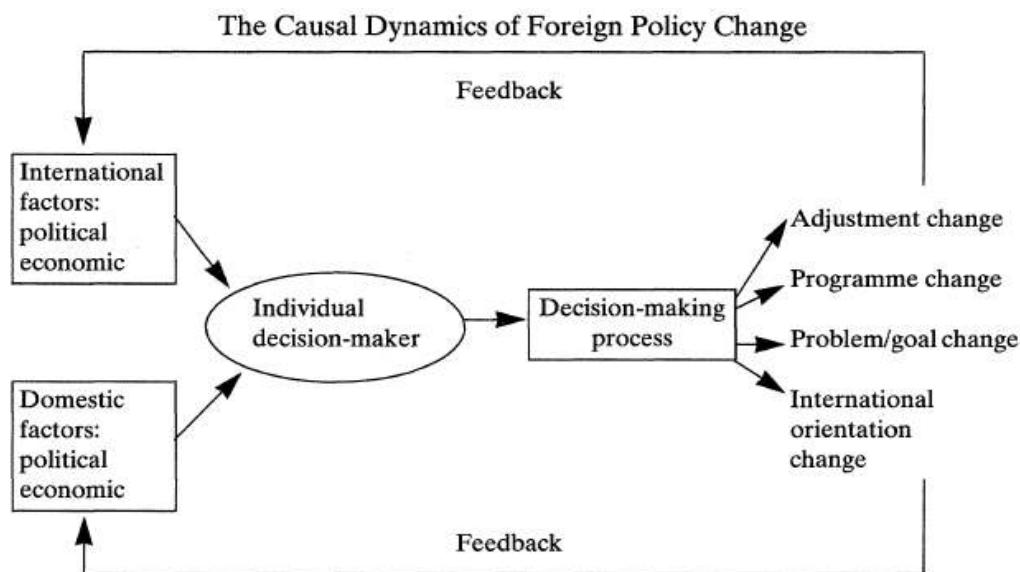 The Causal Dynamics of Foreign Policy Change
Feedback
International
factors:
political
economic
Individual
decision-maker
Decision-making
process
Adjustment change
Programme change
Problem/goal change
International
orientation
change
Domestic
factors:
political
economic
Feedback